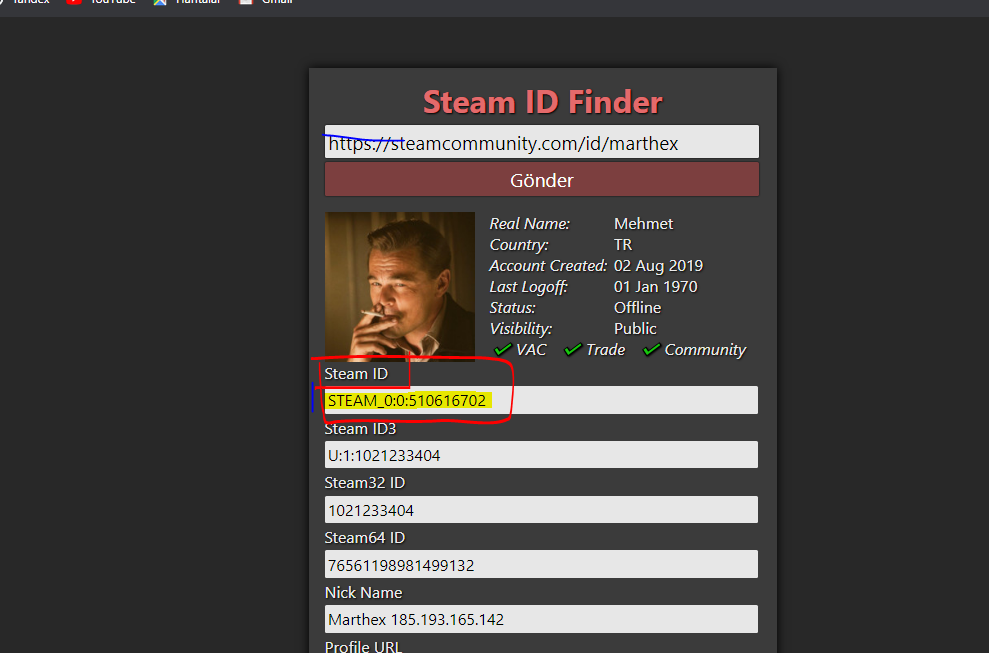 Yandex YouTube Haritalar Gmail
Steam ID Finder
https://steamcommunity.com/id/marthex
Gönder
Real Name: Mehmet
Country: TR
Account Created: 02 Aug 2019
Last Logoff: 01 Jan 1970
Status: Offline
Visibility: Public
VAC Trade Community
Steam ID
STEAM_0:0:510616702
Steam ID3
U:1:1021233404
Steam32 ID
1021233404
Steam64 ID
76561198981499132
Nick Name
Marthex 185.193.165.142
Profile URL